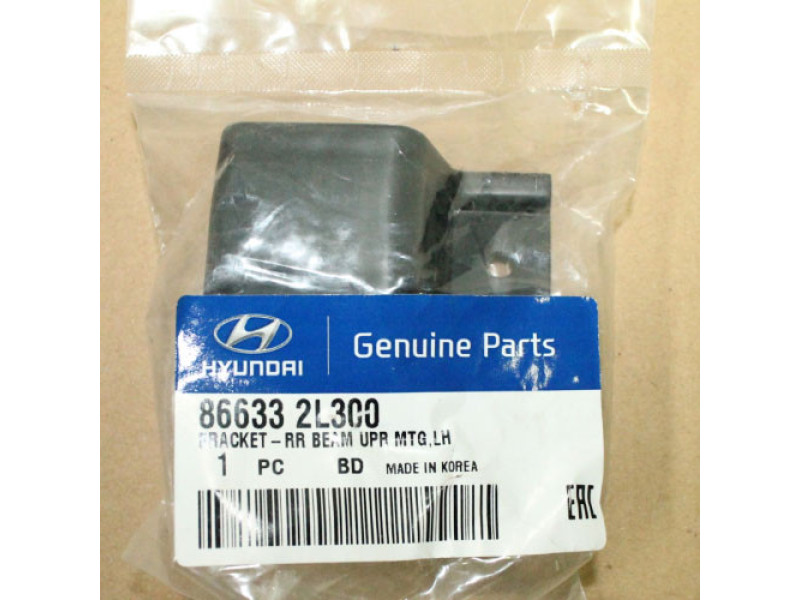 HYUNDAI
Genuine Parts
86633 2L300
BRACKET-RR BEAM UPR MTG,LH
1 PC BD MADE IN KOREA
EAC